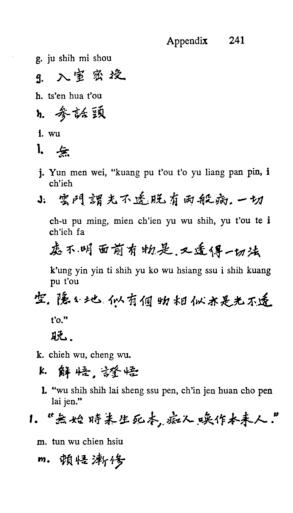 Appendix 241
g. ju shih mi shou
g. 入室密授
h. ts'en hua t'ou
h. 參話頭
i. wu
i. 無
j. Yun men wei, "kuang pu t'ou t'o yu liang pan pin, i
ch'ieh
J. 雲門謂光不透脫有兩般病.一切
ch-u pu ming, mien ch'ien yu wu shih, yu t'ou te i
ch'ieh fa
處不明面前有物是.又透得一切法
k'ung yin yin ti shih yu ko wu hsiang ssu i shih kuang
pu t'ou
空,隱々地似有個物相似亦是光不透
t'o."
脫.
k. chieh wu, cheng wu.
k. 解悟,證悟
l. "wu shih shih lai sheng ssu pen, ch'in jen huan cho pen
lai jen."
l. "無始時來生死本,痴人喚作本來人."
m. tun wu chien hsiu
m. 頓悟漸修